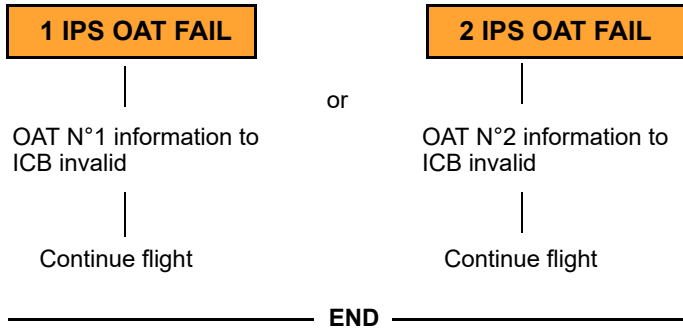 1 IPS OAT FAIL
2 IPS OAT FAIL
or
OAT N°1 information to
ICB invalid
OAT N°2 information to
ICB invalid
Continue flight
Continue flight
END